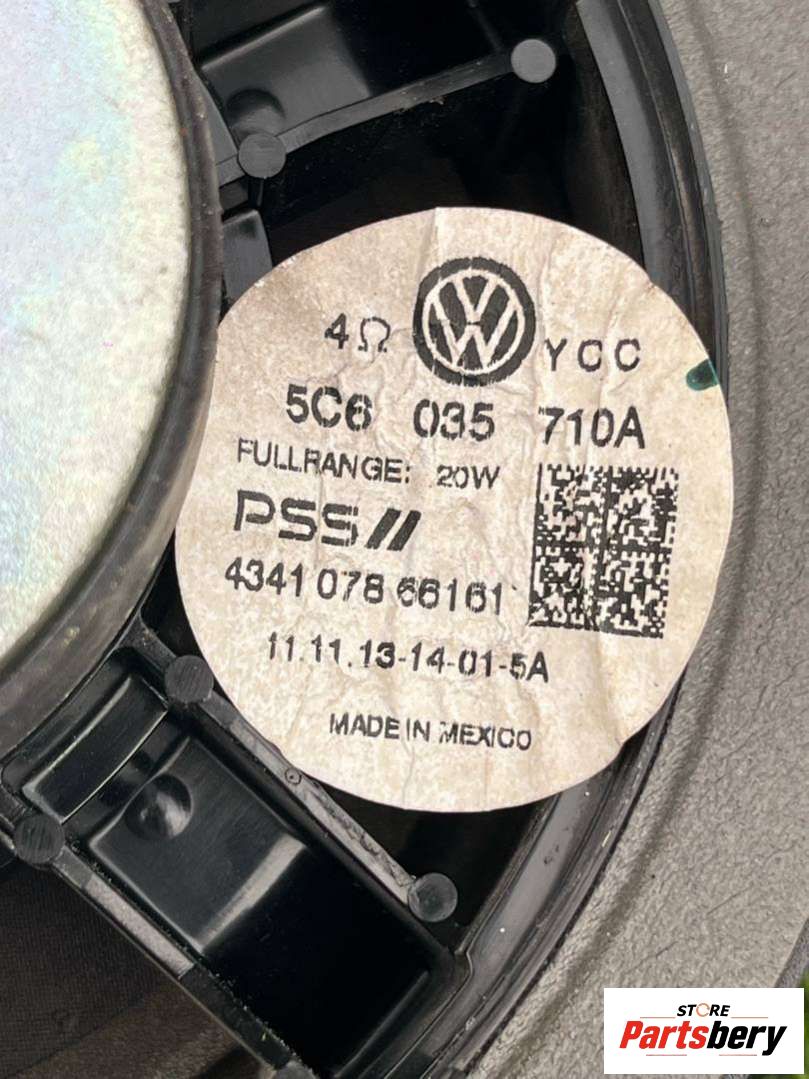 4Ω VW YCC
5C6 035 710A
FULLRANGE: 20W
PSS//
4341 078 66161
11.11.13-14-01-5A
MADE IN MEXICO
STORE
Partsbery